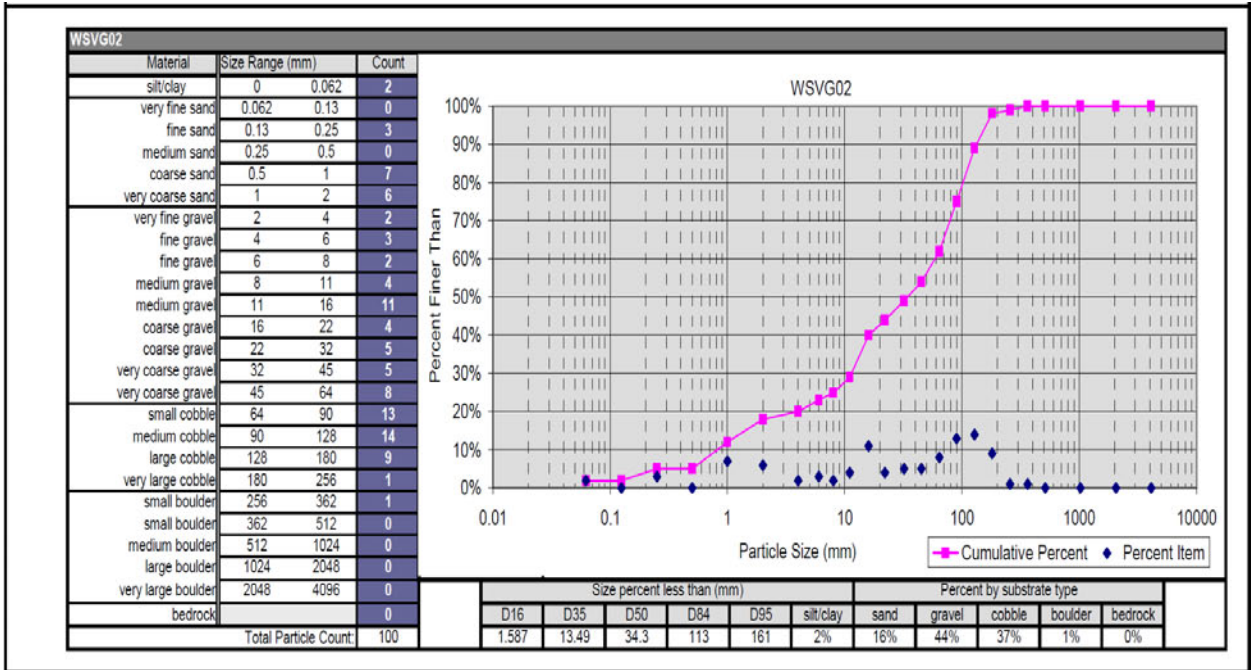 WSVG02
Material Size Range (mm) Count
silt/clay 0 0.062 2
very fine sand 0.062 0.13 0
fine sand 0.13 0.25 3
medium sand 0.25 0.5 0
coarse sand 0.5 1 7
very coarse sand 1 2 6
very fine gravel 2 4 2
fine gravel 4 6 3
fine gravel 6 8 2
medium gravel 8 11 4
medium gravel 11 16 11
coarse gravel 16 22 4
coarse gravel 22 32 5
very coarse gravel 32 45 5
very coarse gravel 45 64 8
small cobble 64 90 13
medium cobble 90 128 14
large cobble 128 180 9
very large cobble 180 256 1
small boulder 256 362 1
small boulder 362 512 0
medium boulder 512 1024 0
large boulder 1024 2048 0
very large boulder 2048 4096 0
bedrock 0
Total Particle Count: 100
WSVG02
Percent Finer Than
100%
90%
80%
70%
60%
50%
40%
30%
20%
10%
0%
0.01 0.1 1 10 100 1000 10000
Particle Size (mm)
Cumulative Percent Percent Item
Size percent less than (mm) Percent by substrate type
D16 D35 D50 D84 D95 silt/clay sand gravel cobble boulder bedrock
1.587 13.49 34.3 113 161 2% 16% 44% 37% 1% 0%